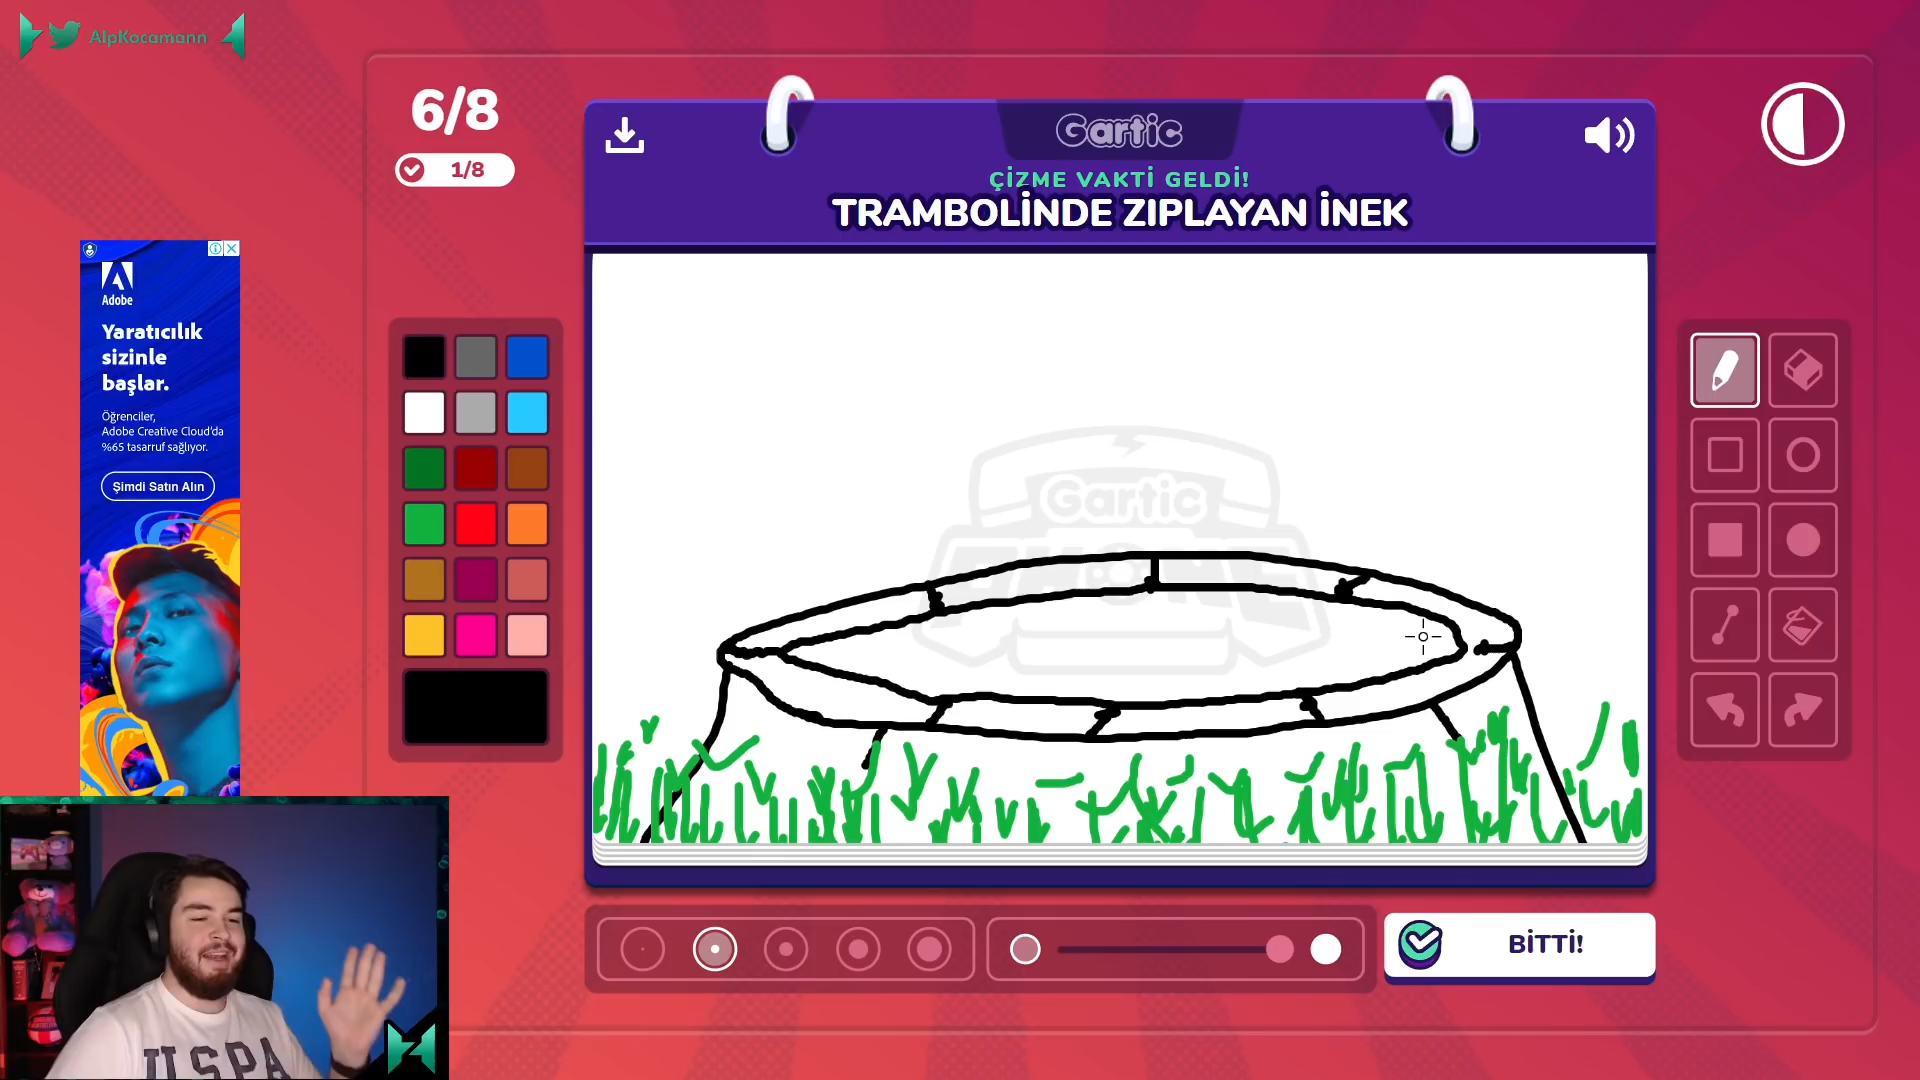 AlpKocamann
6/8
1/8
Gartic
ÇİZME VAKTİ GELDİ!
TRAMBOLİNDE ZIPLAYAN İNEK
Adobe
Yaratıcılık
sizinle
başlar.
Öğrenciler,
Adobe Creative Cloud'da
%65 tasarruf sağlıyor.
Şimdi Satın Alın
Gartic
PHONE
BİTTİ!
USPA